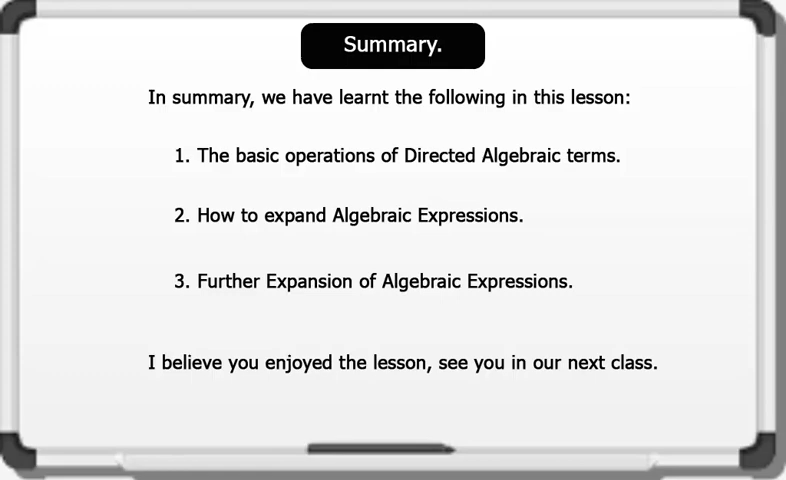 Summary.
In summary, we have learnt the following in this lesson:
1. The basic operations of Directed Algebraic terms.
2. How to expand Algebraic Expressions.
3. Further Expansion of Algebraic Expressions.
I believe you enjoyed the lesson, see you in our next class.